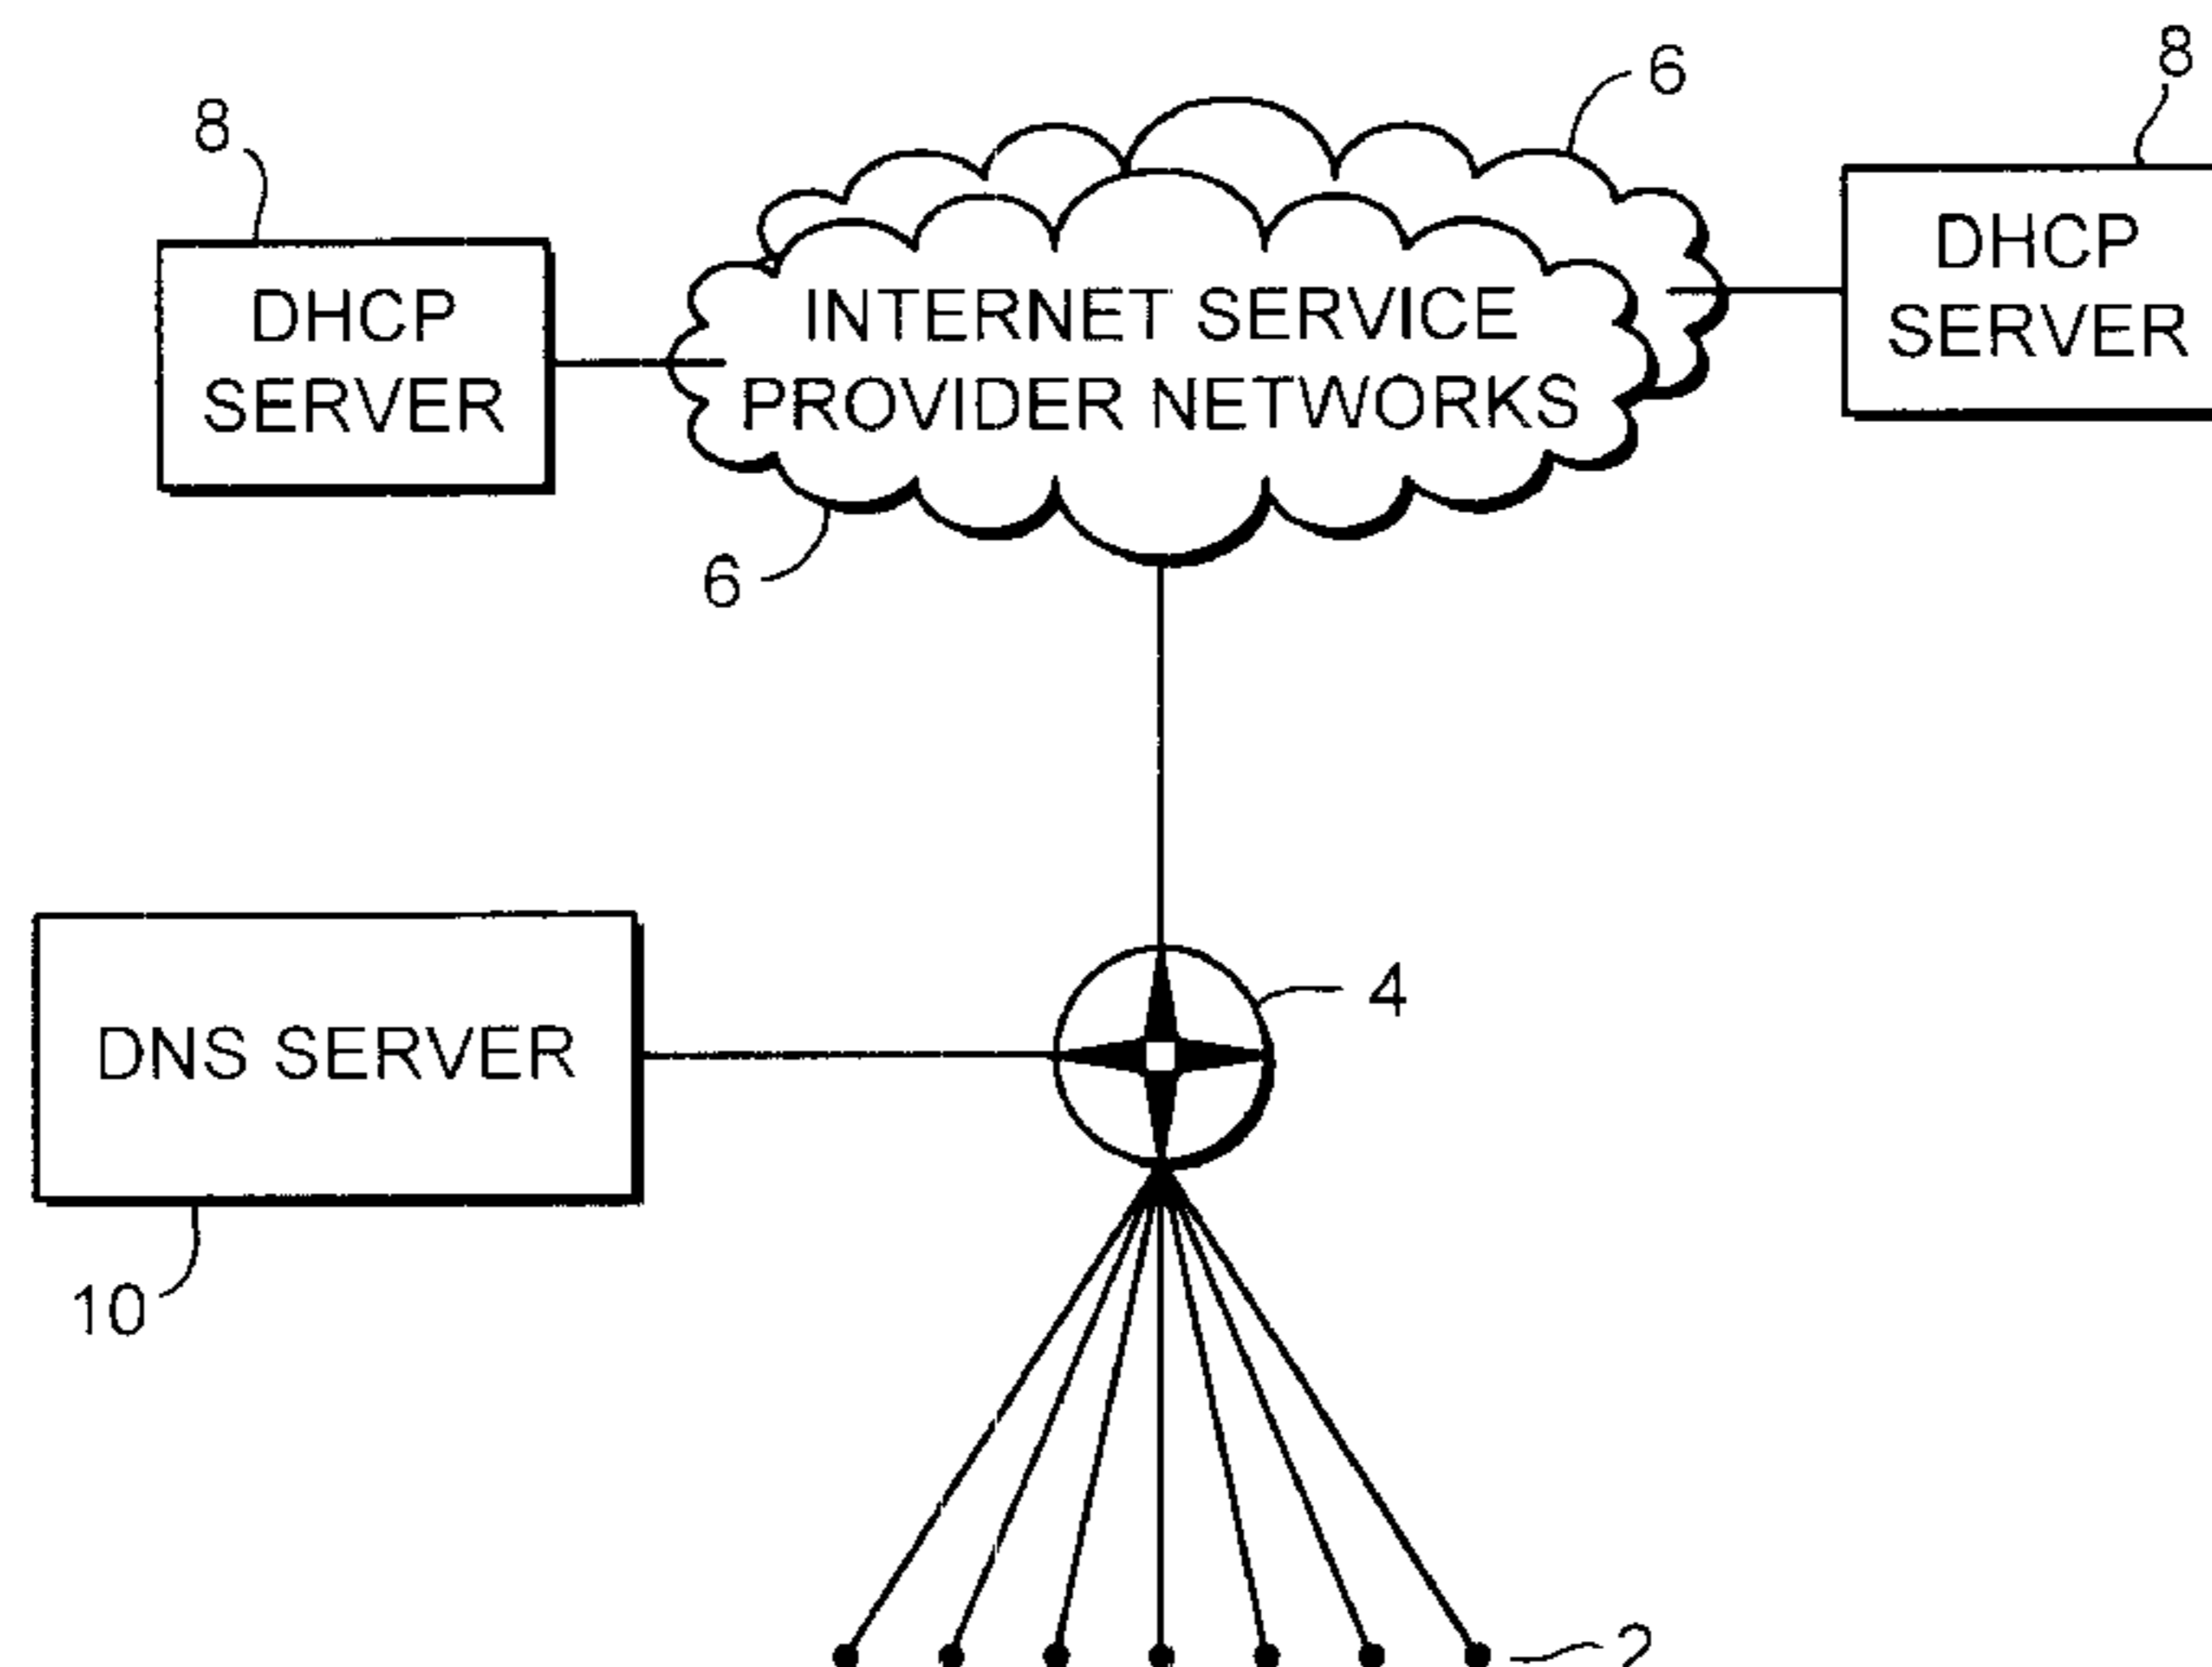 6
8
8
DHCP
SERVER
INTERNET SERVICE
PROVIDER NETWORKS
DHCP
SERVER
6
4
DNS SERVER
10
2